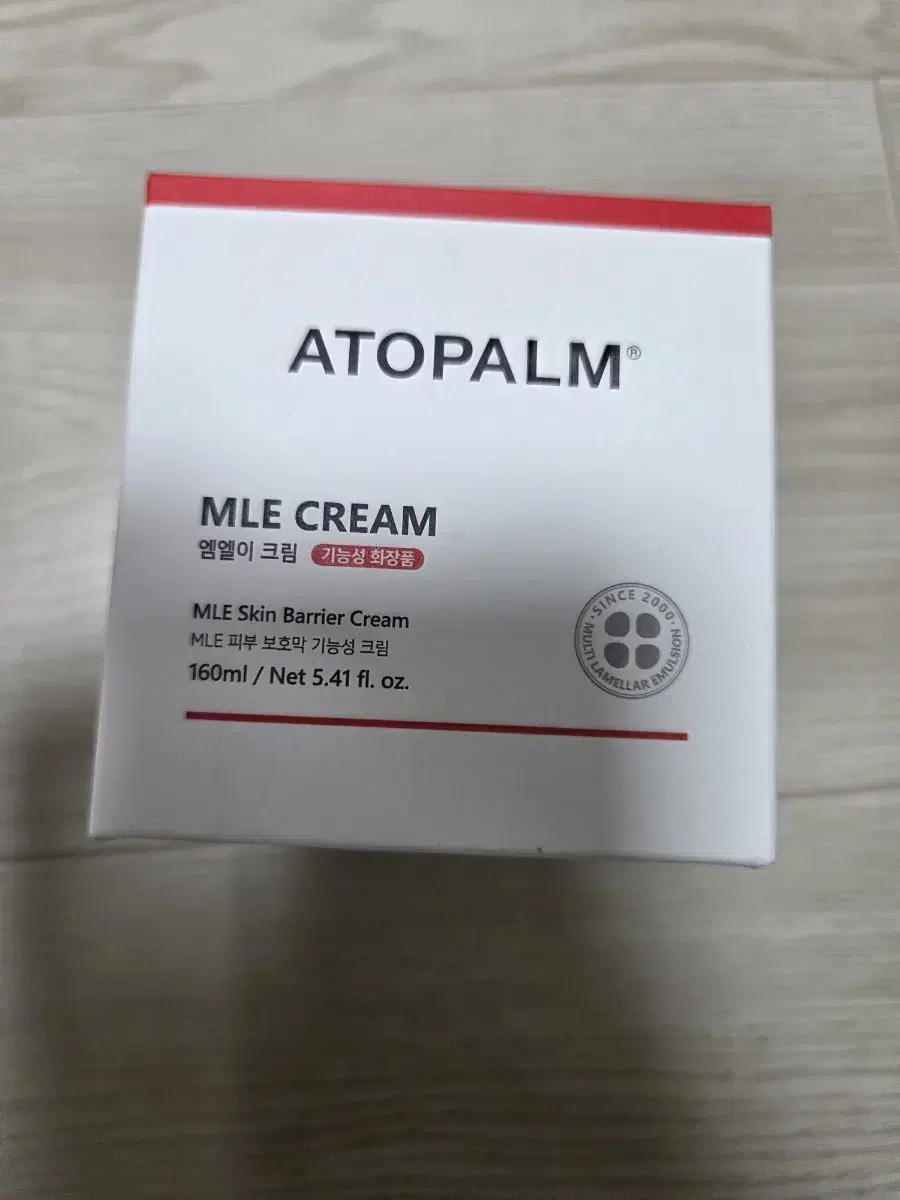 ATOPALM®
MLE CREAM
엠엘이 크림 기능성 화장품
MLE Skin Barrier Cream
MLE 피부 보호막 기능성 크림
160ml / Net 5.41 fl. oz.
·SINCE 2000·
MULTI LAMELLAR EMULSION